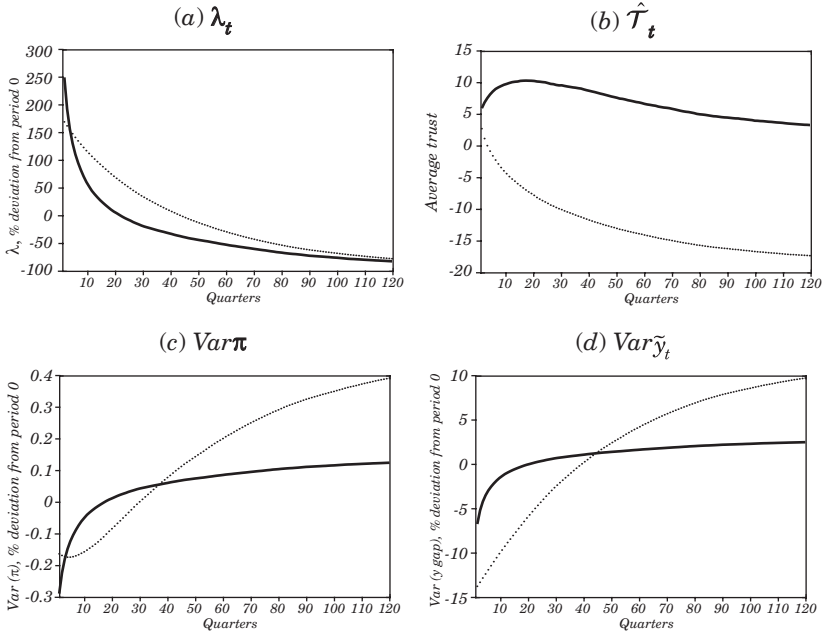 (a) λₜ
300
250
200
150
100
50
0
-50
-100
λ, % deviation from period 0
10 20 30 40 50 60 70 80 90 100 110 120
Quarters
(b) 𝒯̂ₜ
15
10
5
0
-5
-10
-15
-20
Average trust
10 20 30 40 50 60 70 80 90 100 110 120
Quarters
(c) Varπ
0.4
0.3
0.2
0.1
0
-0.1
-0.2
-0.3
Var (π), % deviation from period 0
10 20 30 40 50 60 70 80 90 100 110 120
Quarters
(d) Varỹₜ
10
5
0
-5
-10
-15
Var (y gap), % deviation from period 0
10 20 30 40 50 60 70 80 90 100 110 120
Quarters